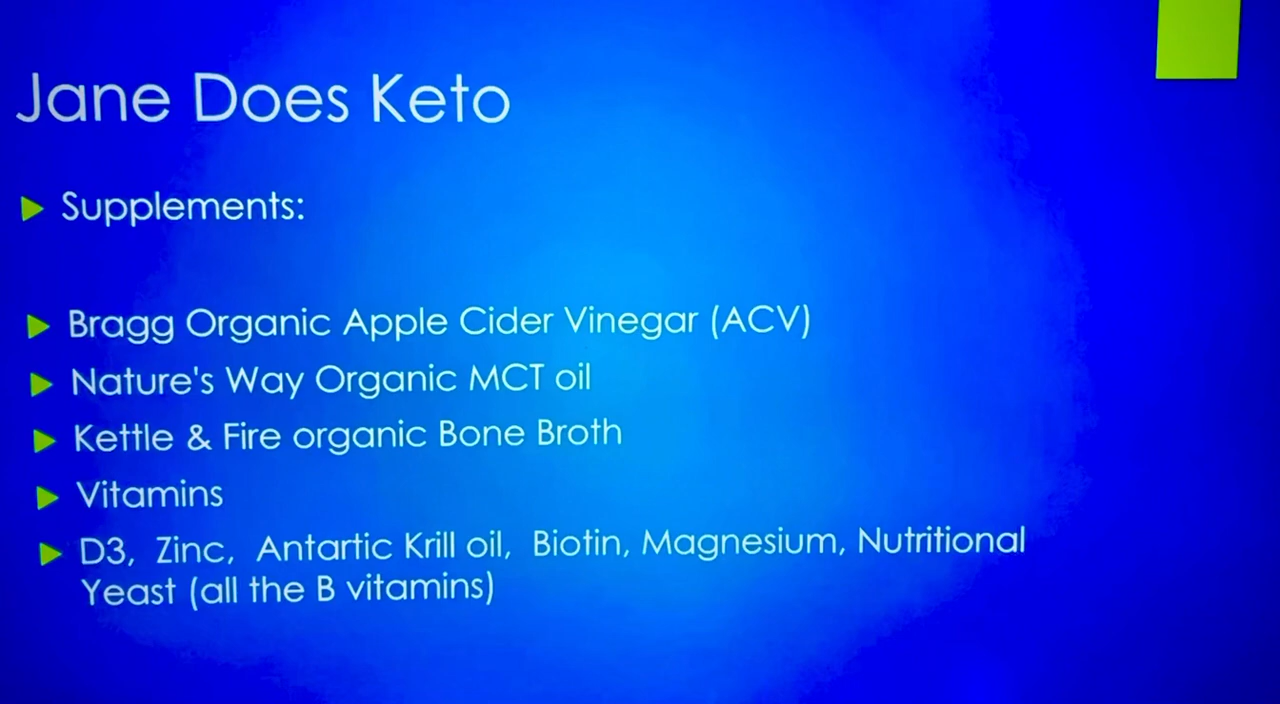 Jane Does Keto
Supplements:
Bragg Organic Apple Cider Vinegar (ACV)
Nature's Way Organic MCT oil
Kettle & Fire organic Bone Broth
Vitamins
D3, Zinc, Antartic Krill oil, Biotin, Magnesium, Nutritional
Yeast (all the B vitamins)